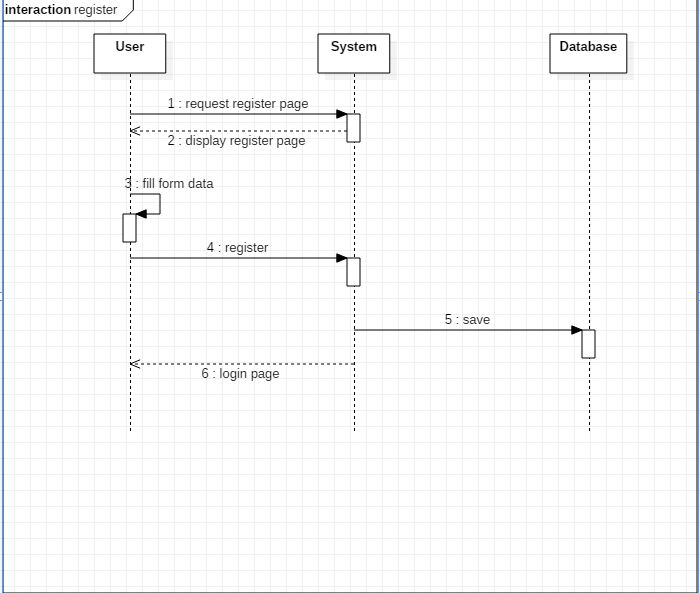 interaction register
User
System
Database
1 : request register page
2 : display register page
3 : fill form data
4 : register
5 : save
6 : login page